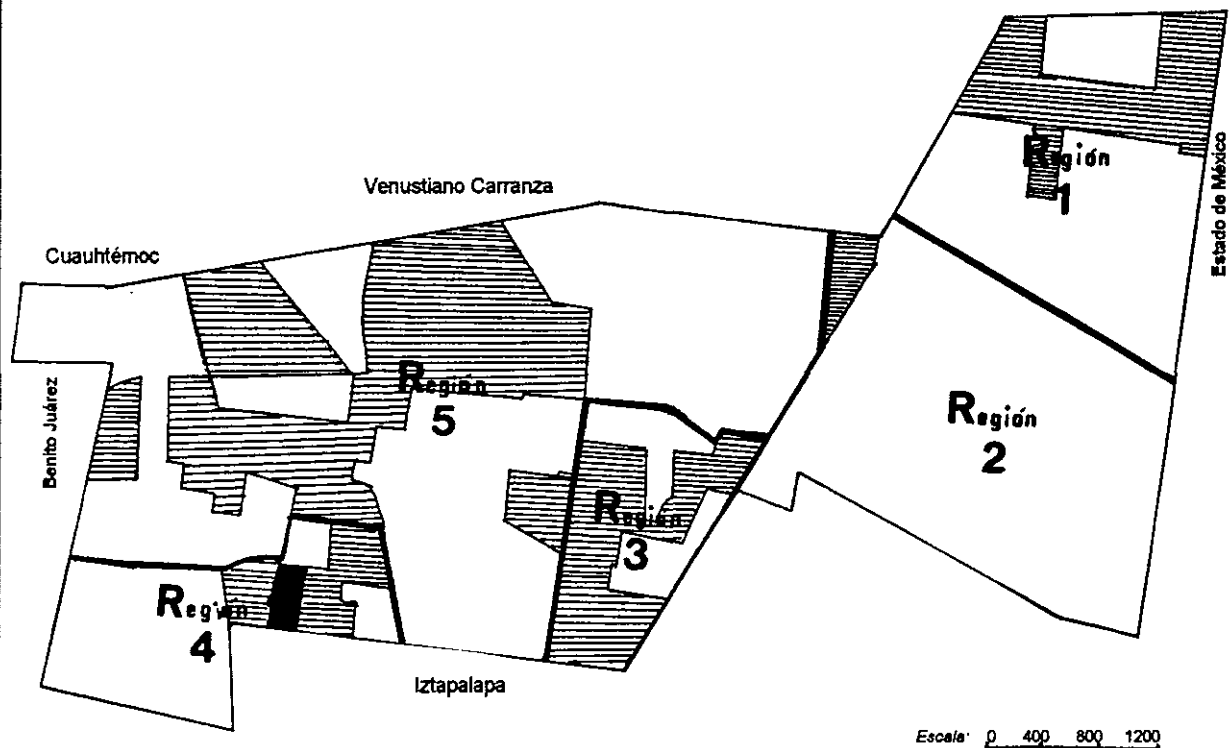 Venustiano Carranza
Cuauhtémoc
Benito Juárez
Estado de México
Región
1
Región
2
Región
3
Región
4
Región
5
Iztapalapa
Escala: 0 400 800 1200